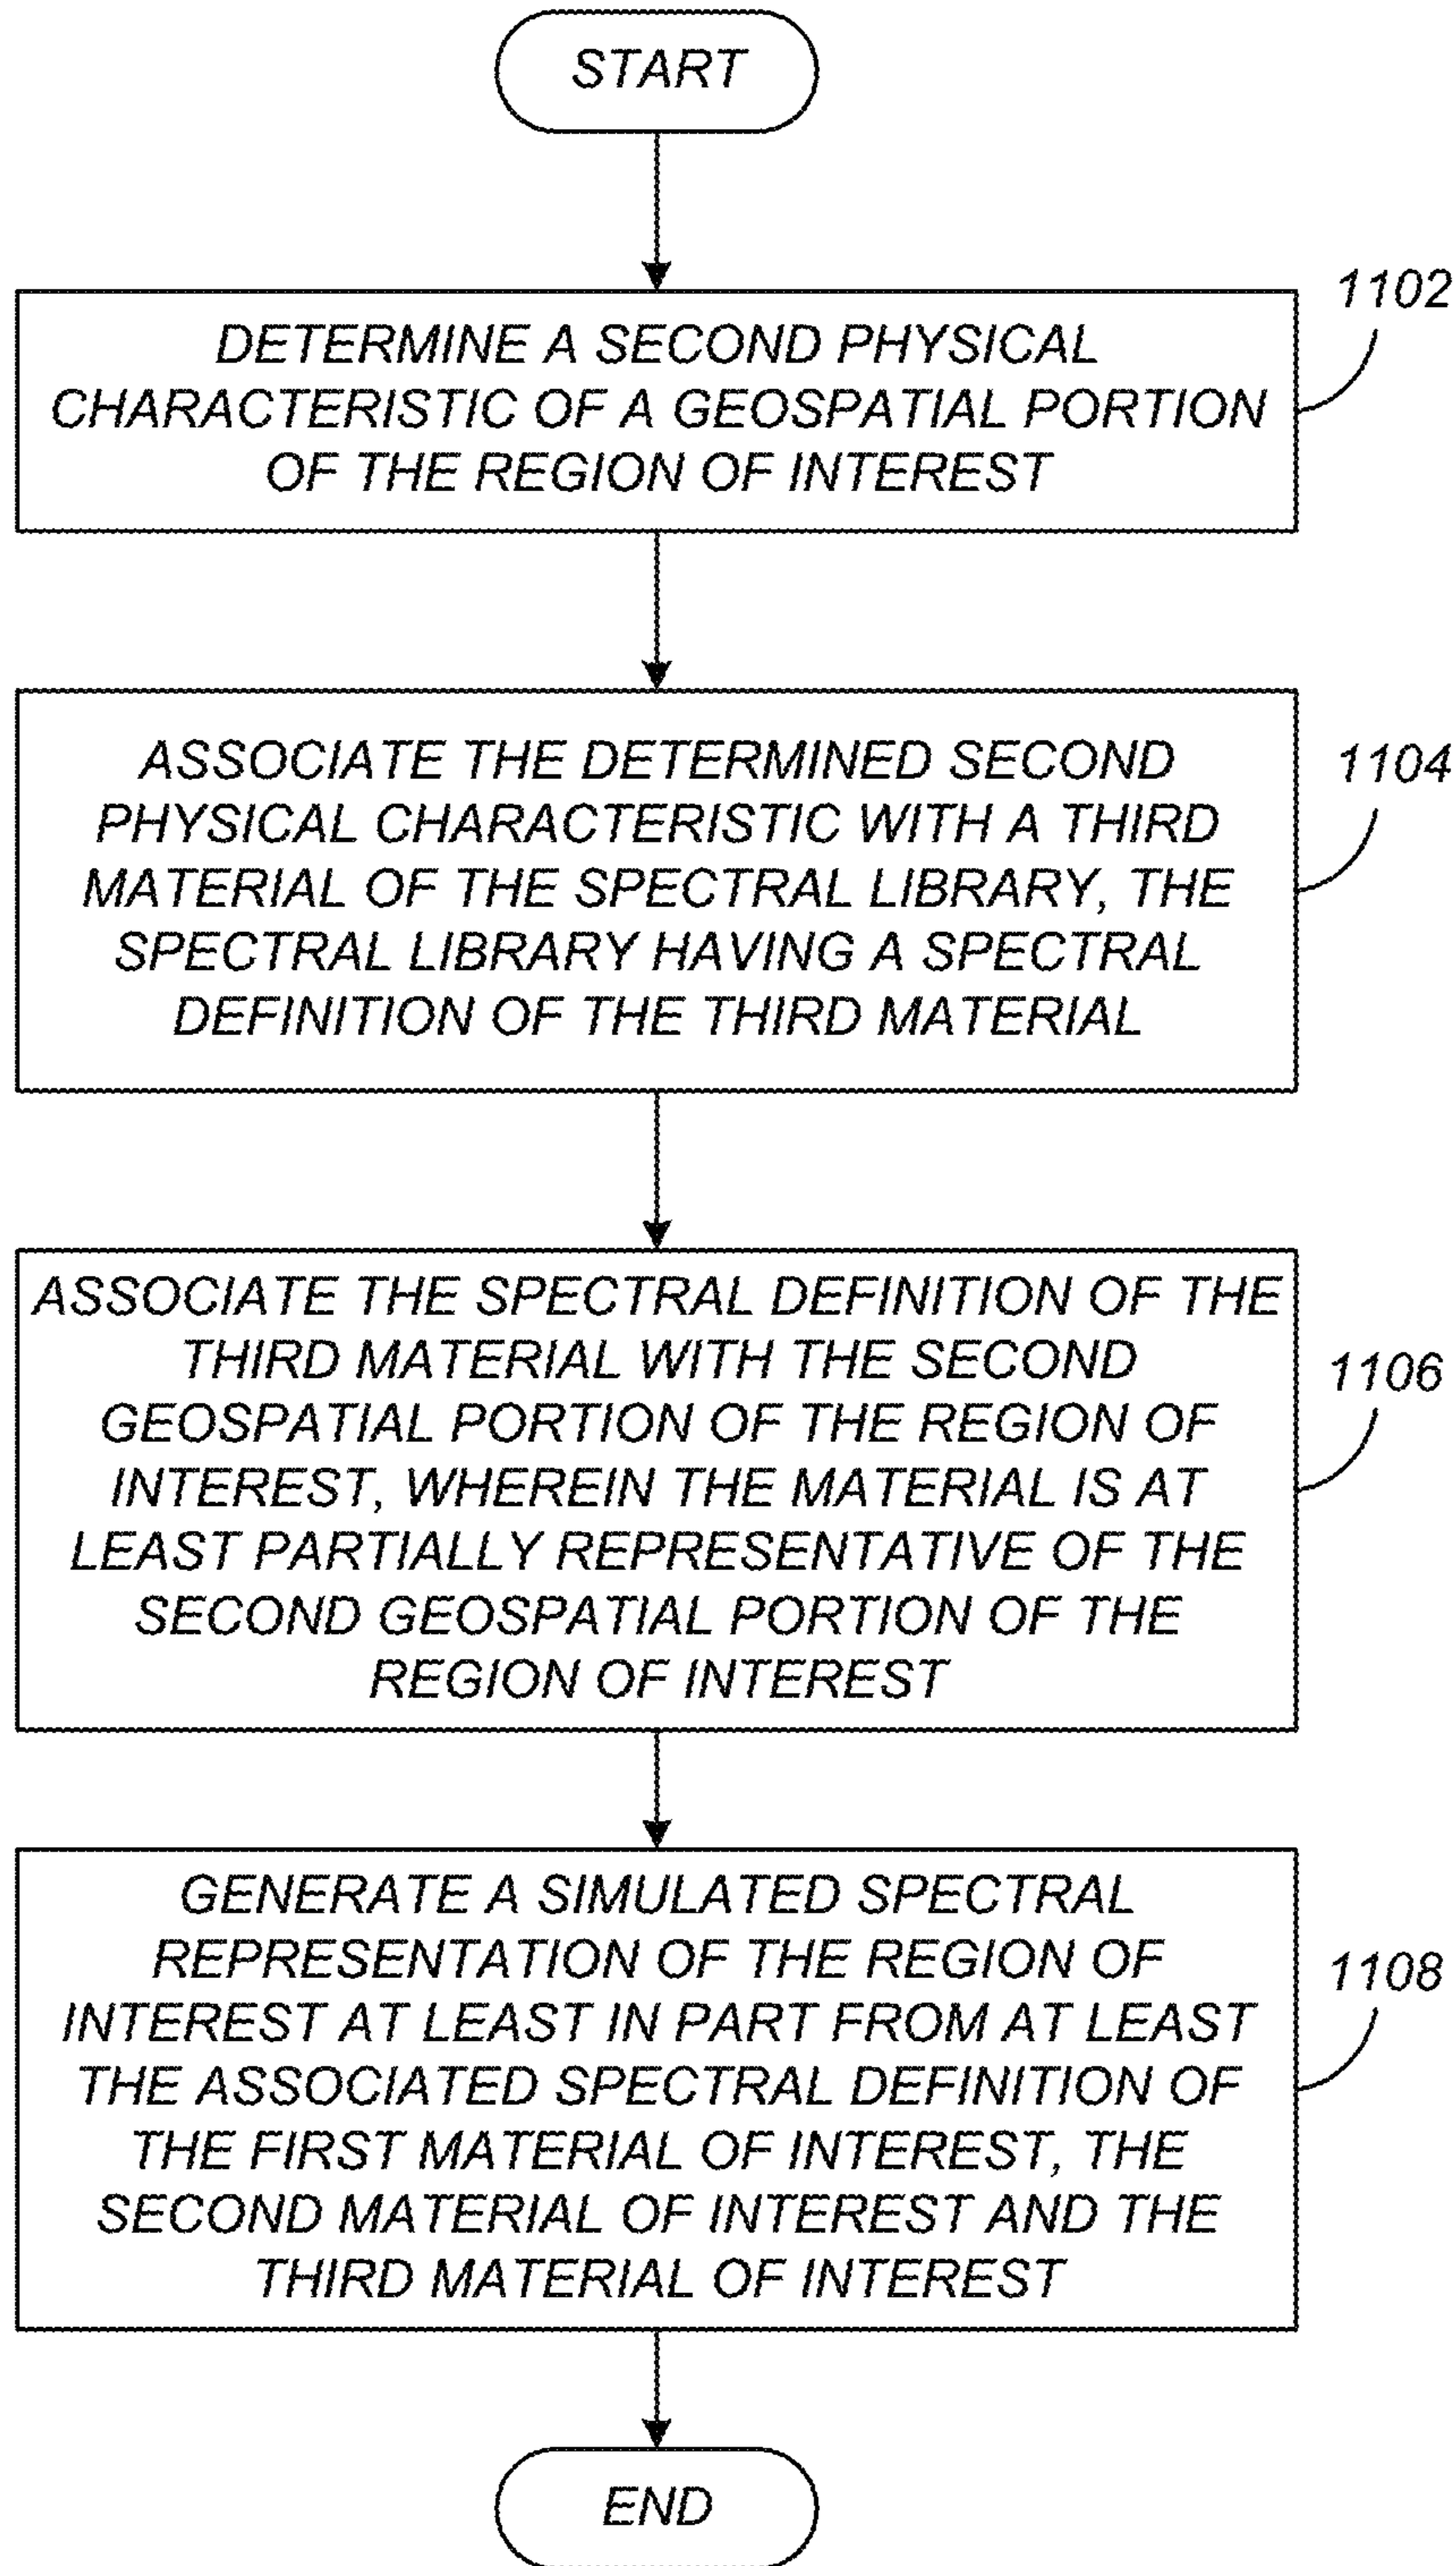 START
1102
DETERMINE A SECOND PHYSICAL
CHARACTERISTIC OF A GEOSPATIAL PORTION
OF THE REGION OF INTEREST
1104
ASSOCIATE THE DETERMINED SECOND
PHYSICAL CHARACTERISTIC WITH A THIRD
MATERIAL OF THE SPECTRAL LIBRARY, THE
SPECTRAL LIBRARY HAVING A SPECTRAL
DEFINITION OF THE THIRD MATERIAL
1106
ASSOCIATE THE SPECTRAL DEFINITION OF THE
THIRD MATERIAL WITH THE SECOND
GEOSPATIAL PORTION OF THE REGION OF
INTEREST, WHEREIN THE MATERIAL IS AT
LEAST PARTIALLY REPRESENTATIVE OF THE
SECOND GEOSPATIAL PORTION OF THE
REGION OF INTEREST
1108
GENERATE A SIMULATED SPECTRAL
REPRESENTATION OF THE REGION OF
INTEREST AT LEAST IN PART FROM AT LEAST
THE ASSOCIATED SPECTRAL DEFINITION OF
THE FIRST MATERIAL OF INTEREST, THE
SECOND MATERIAL OF INTEREST AND THE
THIRD MATERIAL OF INTEREST
END